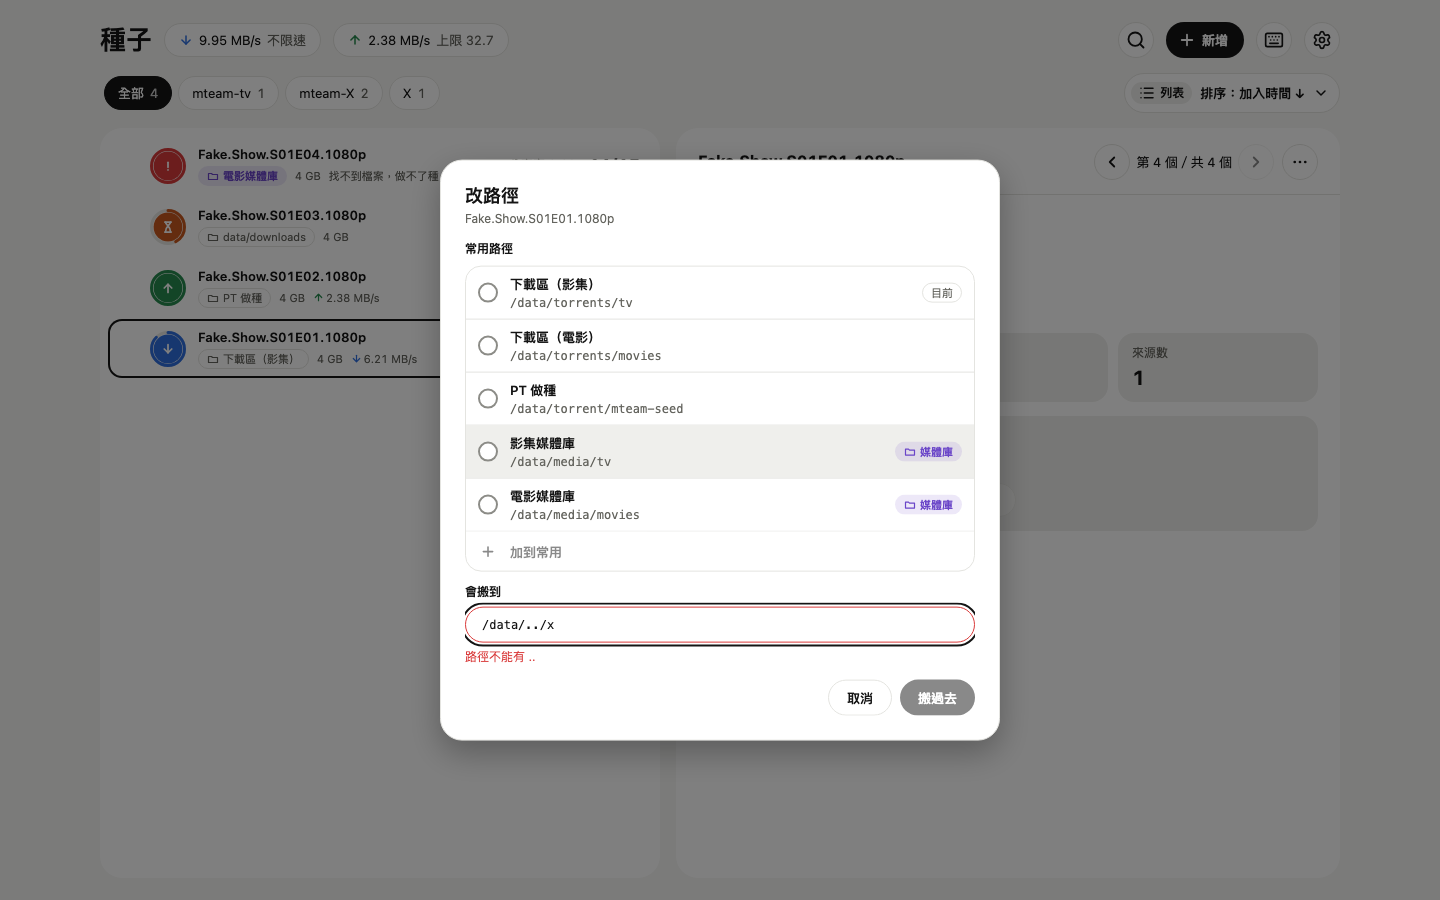 種子
9.95 MB/s 不限速
2.38 MB/s 上限 32.7
新增
全部 4
mteam-tv 1
mteam-X 2
X 1
列表
排序：加入時間
Fake.Show.S01E04.1080p
電影媒體庫 4 GB 找不到檔案，做不了種
Fake.Show.S01E03.1080p
data/downloads 4 GB
Fake.Show.S01E02.1080p
PT 做種 4 GB 2.38 MB/s
Fake.Show.S01E01.1080p
下載區（影集） 4 GB 6.21 MB/s
Fake.Show.S01E01.1080p
第 4 個 / 共 4 個
來源數
1
改路徑
Fake.Show.S01E01.1080p
常用路徑
下載區（影集）
/data/torrents/tv
目前
下載區（電影）
/data/torrents/movies
PT 做種
/data/torrent/mteam-seed
影集媒體庫
/data/media/tv
媒體庫
電影媒體庫
/data/media/movies
媒體庫
加到常用
會搬到
/data/../x
路徑不能有 ..
取消
搬過去